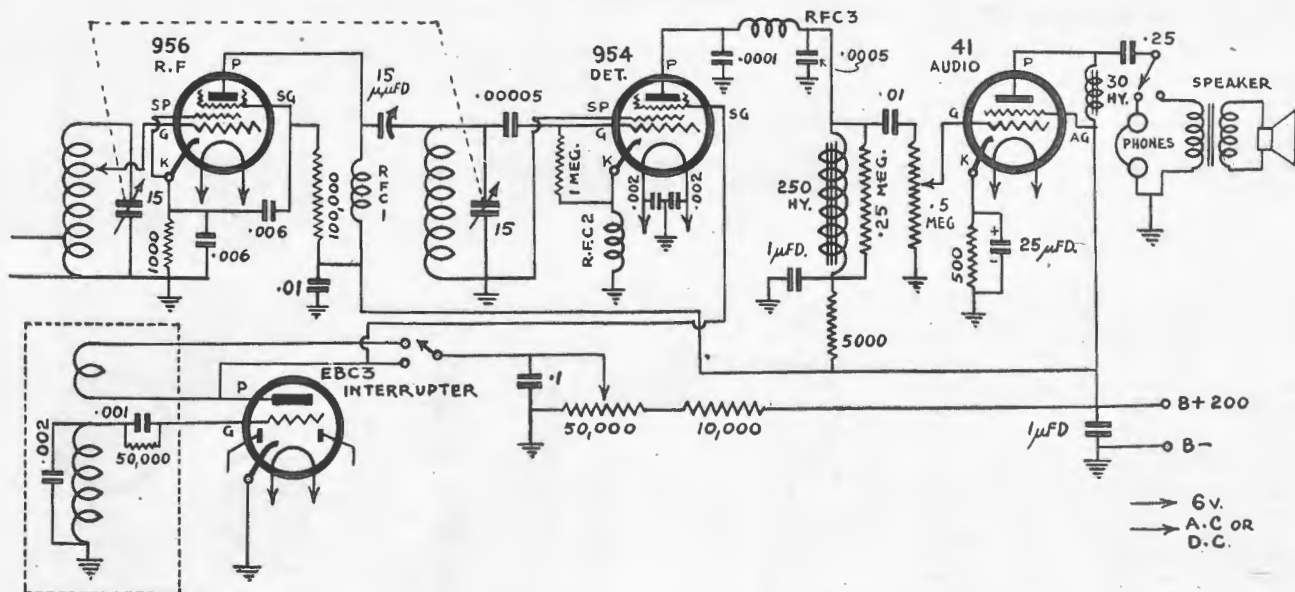 956
R.F
P
SP
G
SG
K
15
1000
.006
.006
100,000
.01
RFC1
15
µµFD
.00005
954
DET.
P
SP
G
SG
K
1 MEG.
.002
.002
R.F.C.2
15
RFC3
.0001
.0005
250
HY.
.25 MEG.
.01
.5
MEG
1µFD.
5000
41
AUDIO
P
G
AG
K
500
+
-
25µFD.
30
HY.
.25
PHONES
SPEAKER
EBC3
INTERRUPTER
P
G
.001
50,000
.002
.1
50,000
10,000
1µFD
B+200
B-
6V.
A.C OR
D.C.